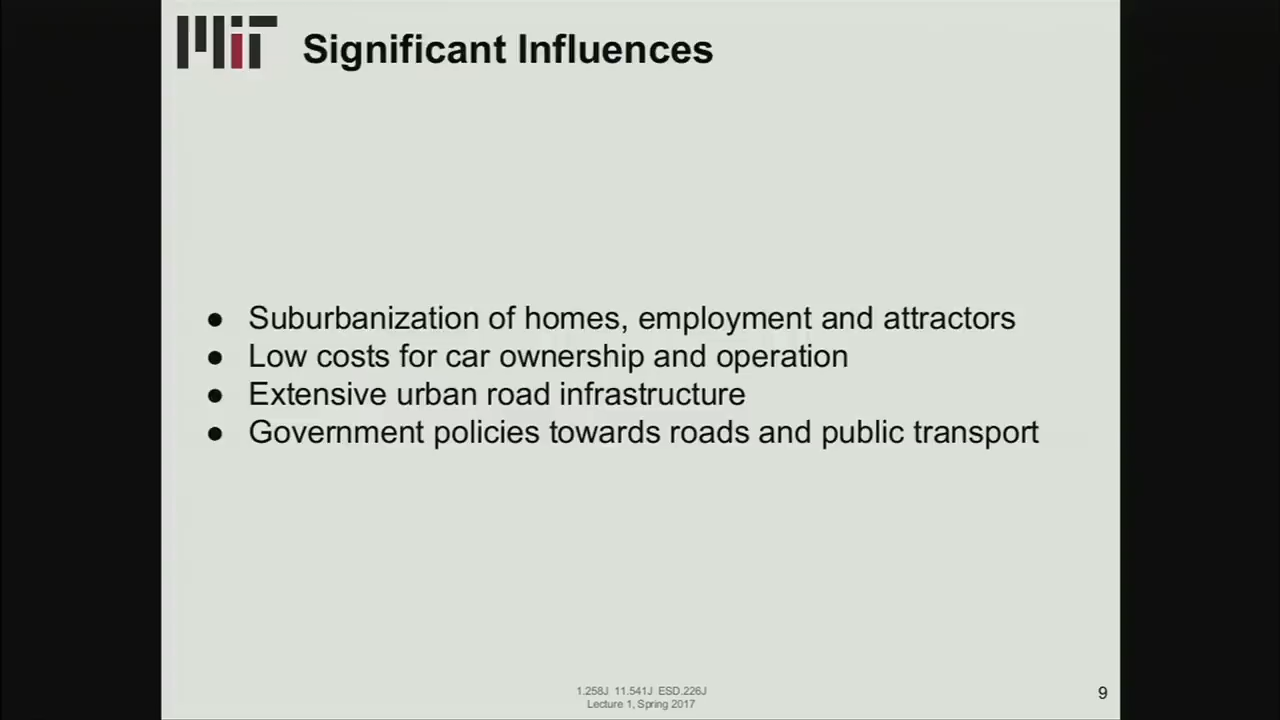 MIT Significant Influences
● Suburbanization of homes, employment and attractors
● Low costs for car ownership and operation
● Extensive urban road infrastructure
● Government policies towards roads and public transport
1.258J 11.541J ESD.226J
Lecture 1, Spring 2017
9